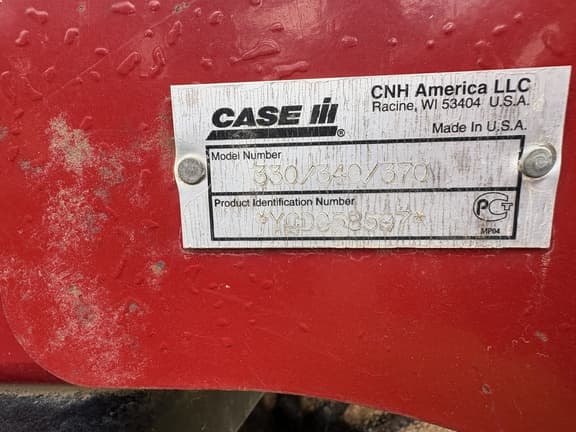 CASE IH
®
CNH America LLC
Racine, WI 53404 U.S.A.
Made in U.S.A.
Model Number
330/340/370
Product Identification Number
PCT
MP04